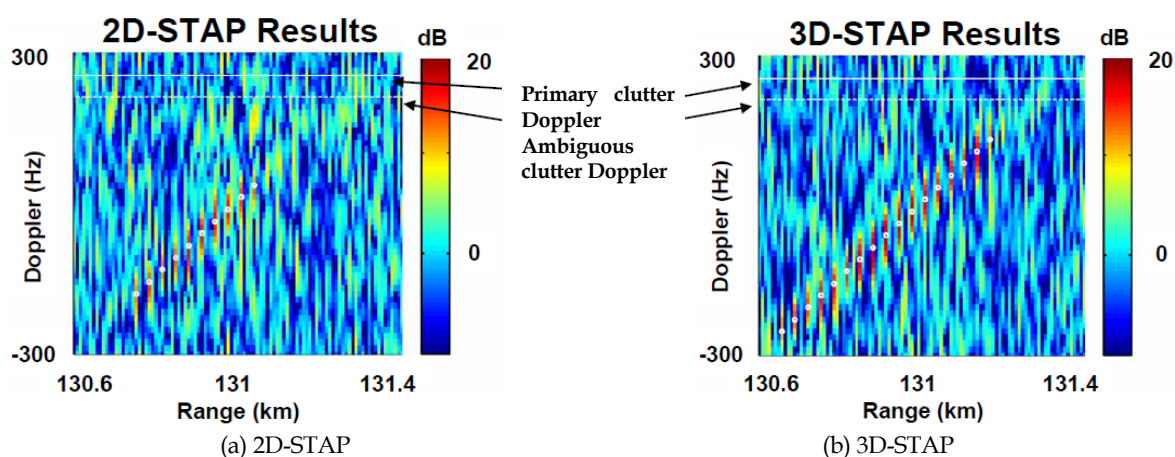 2D-STAP Results
dB
300
20
Doppler (Hz)
0
-300
130.6 131 131.4
Range (km)
(a) 2D-STAP
Primary clutter
Doppler
Ambiguous
clutter Doppler
3D-STAP Results
dB
300
20
Doppler (Hz)
0
-300
130.6 131 131.4
Range (km)
(b) 3D-STAP